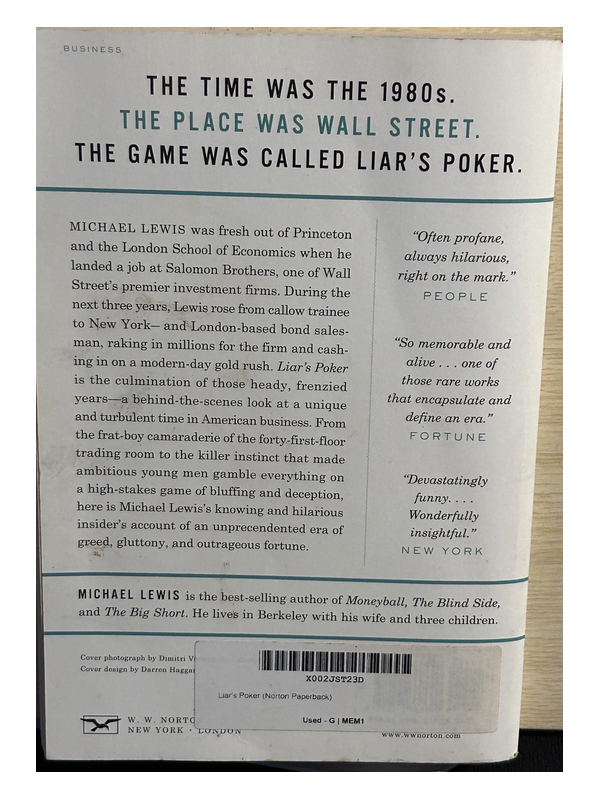 BUSINESS
THE TIME WAS THE 1980s.
THE PLACE WAS WALL STREET.
THE GAME WAS CALLED LIAR'S POKER.
MICHAEL LEWIS was fresh out of Princeton
and the London School of Economics when he
landed a job at Salomon Brothers, one of Wall
Street's premier investment firms. During the
next three years, Lewis rose from callow trainee
to New York— and London-based bond sales-
man, raking in millions for the firm and cash-
ing in on a modern-day gold rush. Liar's Poker
is the culmination of those heady, frenzied
years—a behind-the-scenes look at a unique
and turbulent time in American business. From
the frat-boy camaraderie of the forty-first-floor
trading room to the killer instinct that made
ambitious young men gamble everything on
a high-stakes game of bluffing and deception,
here is Michael Lewis's knowing and hilarious
insider's account of an unprecendented era of
greed, gluttony, and outrageous fortune.
"Often profane,
always hilarious,
right on the mark."
PEOPLE
"So memorable and
alive . . . one of
those rare works
that encapsulate and
define an era."
FORTUNE
"Devastatingly
funny. . . .
Wonderfully
insightful."
NEW YORK
MICHAEL LEWIS is the best-selling author of Moneyball, The Blind Side,
and The Big Short. He lives in Berkeley with his wife and three children.
Cover photograph by Dimitri V
Cover design by Darren Hagga
X002JST23D
Liar's Poker (Norton Paperback)
Used - G | MEM1
W. W. NORTO
NEW YORK • LONDON
www.wwnorton.com